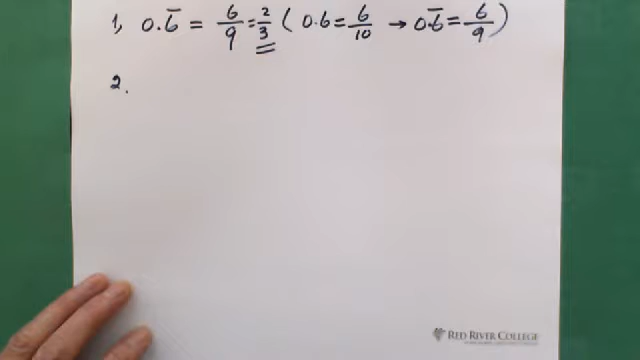 1, 0.6̅ = 6/9 = 2/3 ( 0.6 = 6/10 → 0.6̅ = 6/9 )
2.
RED RIVER COLLEGE